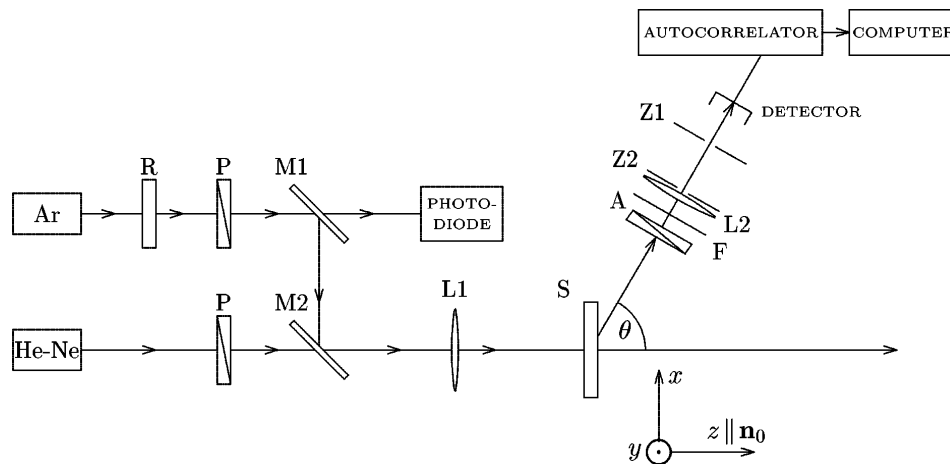 AUTOCORRELATOR
COMPUTER
DETECTOR
Z1
Z2
A
L2
F
R
P
M1
Ar
PHOTO-
DIODE
P
M2
L1
S
He-Ne
θ
x
y
z ∥ n₀